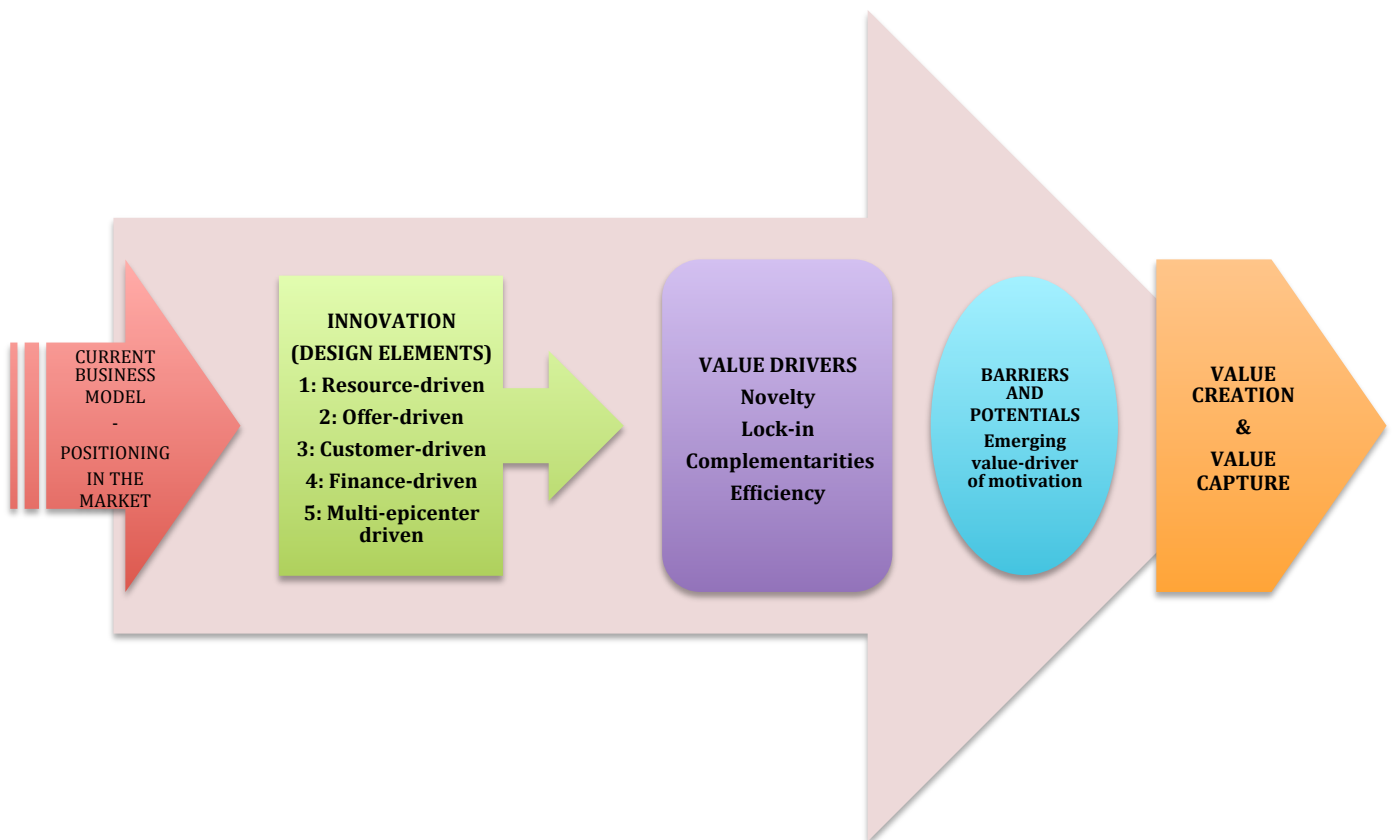 CURRENT
BUSINESS
MODEL
-
POSITIONING
IN THE
MARKET
INNOVATION
(DESIGN ELEMENTS)
1: Resource-driven
2: Offer-driven
3: Customer-driven
4: Finance-driven
5: Multi-epicenter
driven
VALUE DRIVERS
Novelty
Lock-in
Complementarities
Efficiency
BARRIERS
AND
POTENTIALS
Emerging
value-driver
of motivation
VALUE
CREATION
&
VALUE
CAPTURE